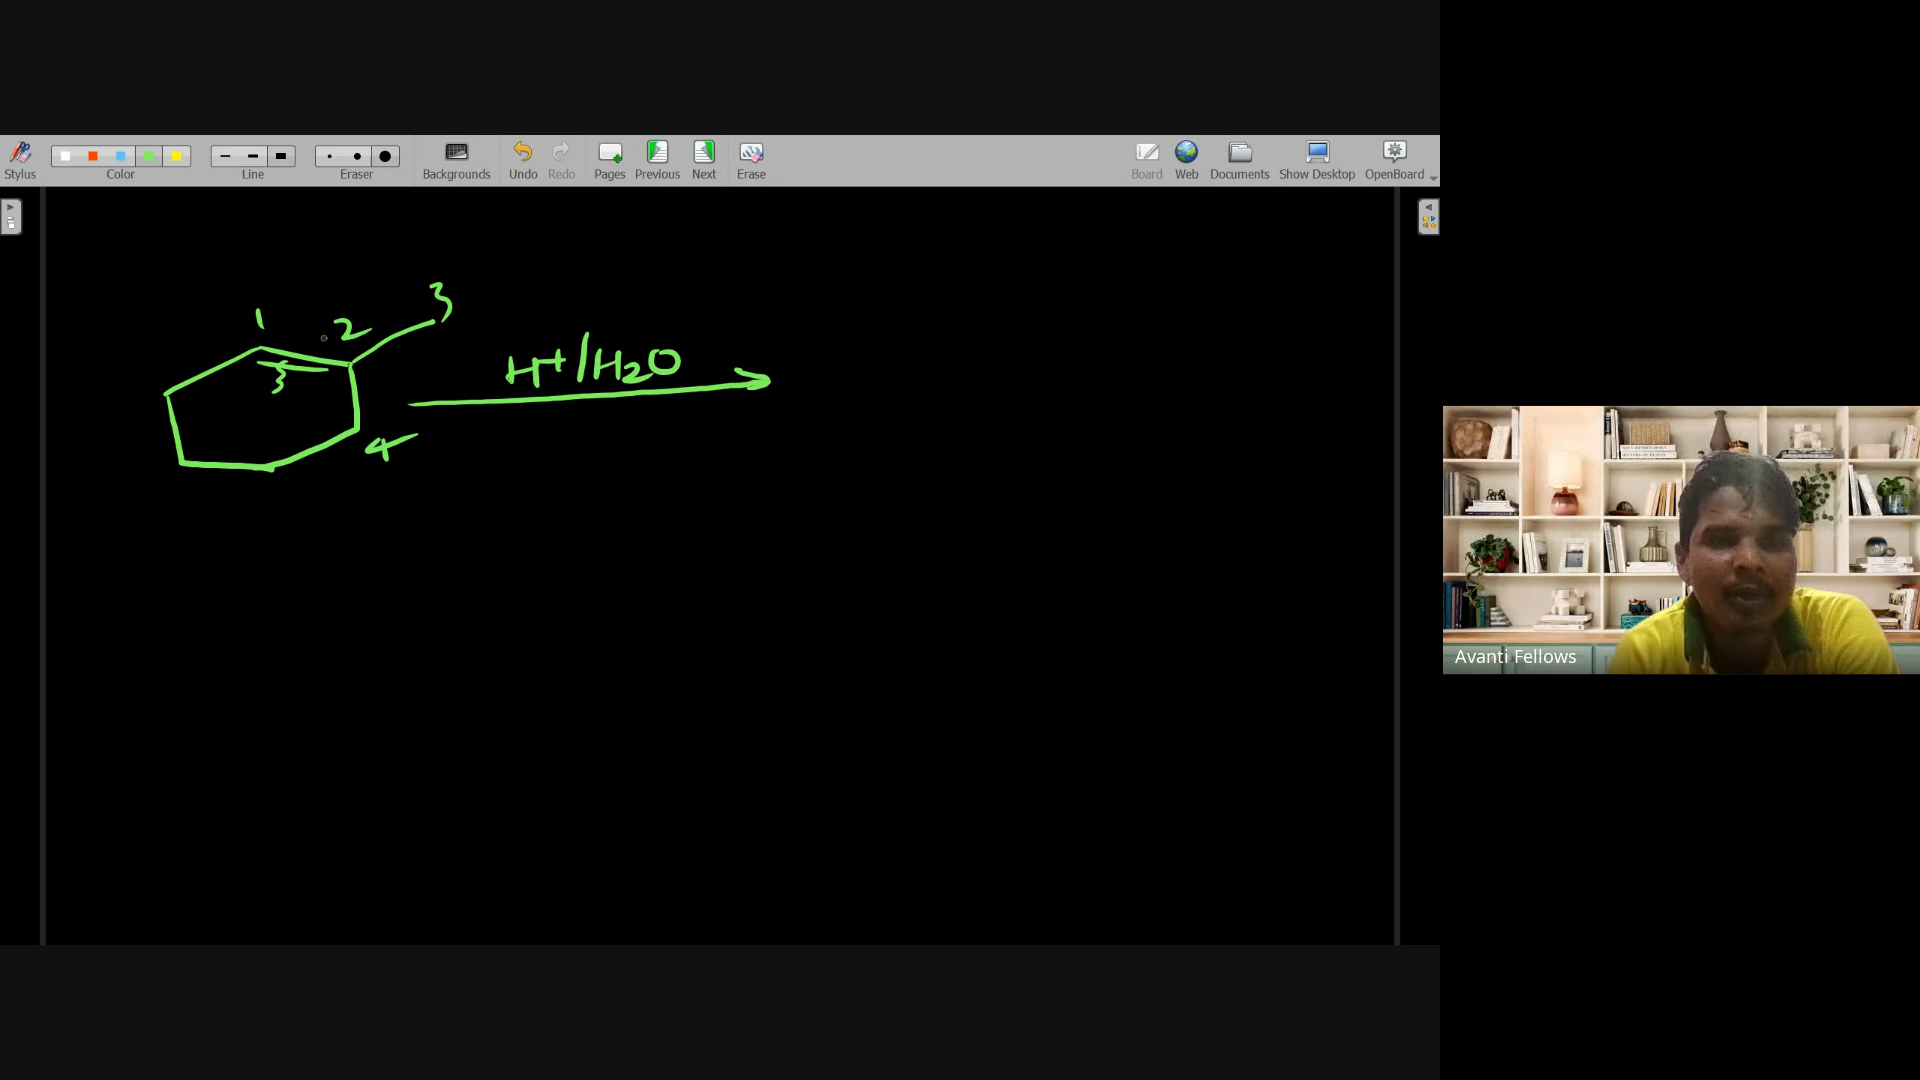 Stylus Color Line Eraser Backgrounds Undo Redo Pages Previous Next Erase Board Web Documents Show Desktop OpenBoard
3
1 2
H+/H2O
3
4
Avanti Fellows